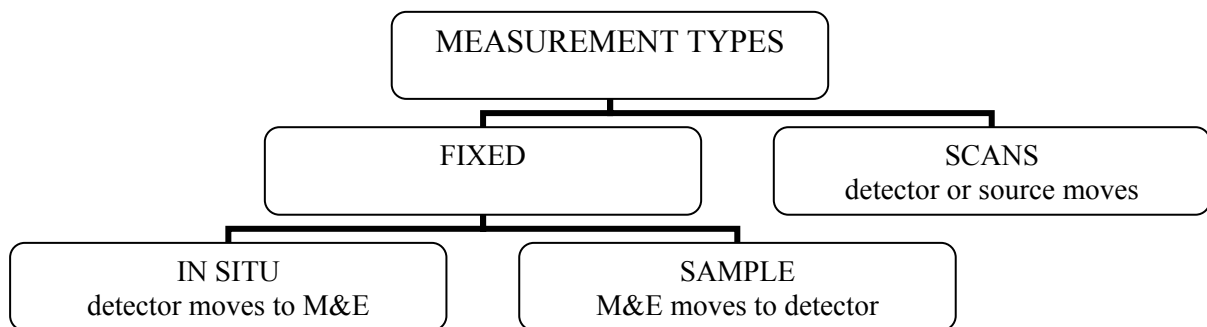 MEASUREMENT TYPES
FIXED
SCANS
detector or source moves
IN SITU
detector moves to M&E
SAMPLE
M&E moves to detector